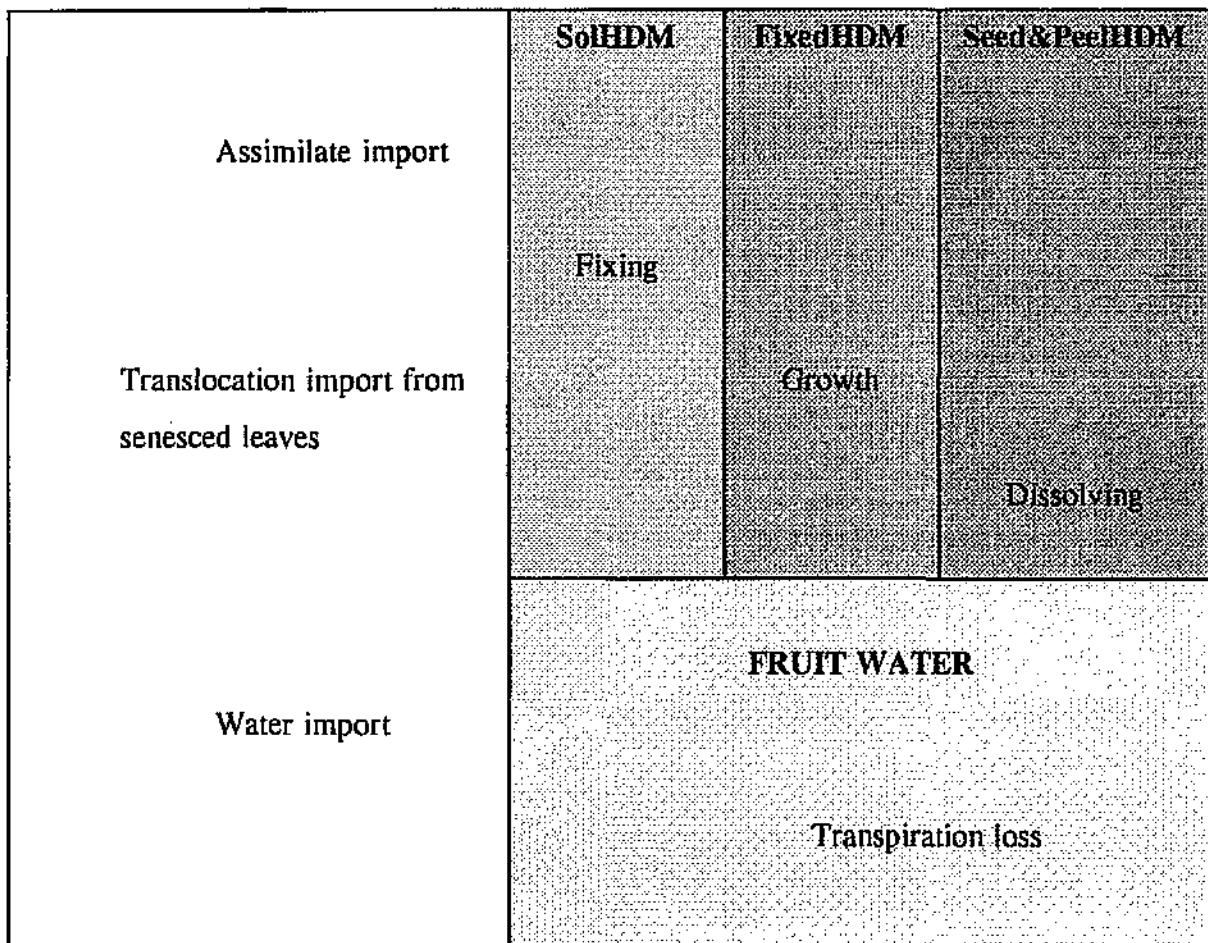 SolHDM FixedHDM Seed&PeelHDM
Assimilate import
Fixing
Translocation import from
senesced leaves
Growth
Dissolving
FRUIT WATER
Water import
Transpiration loss